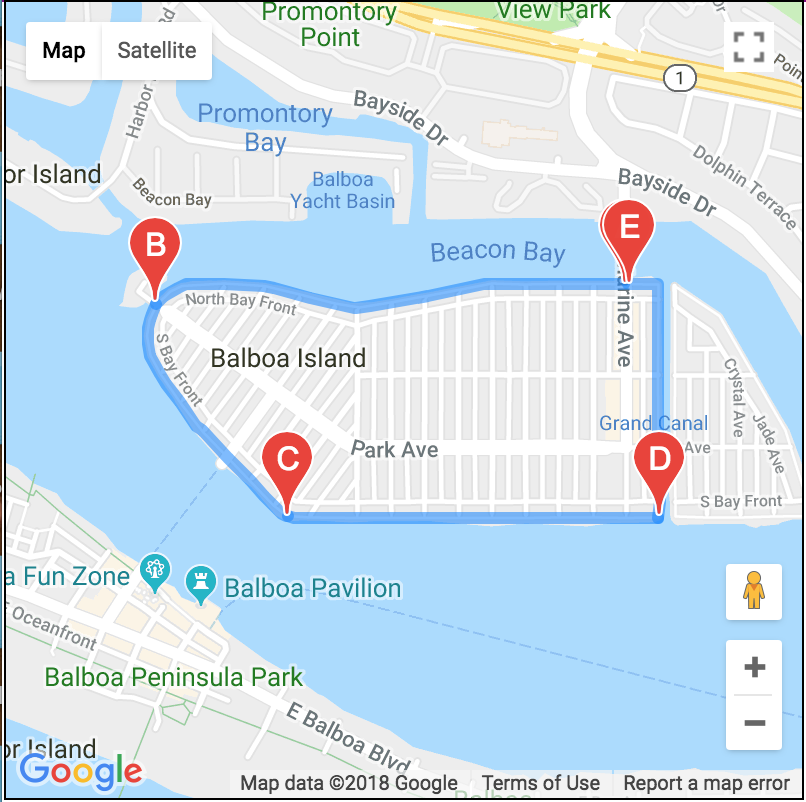 Promontory
Point
View Park
Map
Satellite
1
Harbor
Rd
Bayside Dr
Promontory
Bay
Dolphin Terrace
or Island
Beacon Bay
Balboa
Yacht Basin
Bayside Dr
B
E
Beacon Bay
North Bay Front
rine Ave
S Bay Front
Balboa Island
Crystal Ave
Jade Ave
Grand Canal
Park Ave
Ave
C
D
S Bay Front
a Fun Zone
Balboa Pavilion
E Oceanfront
Balboa Peninsula Park
E Balboa Blvd
or Island
Google
Map data ©2018 Google
Terms of Use
Report a map error